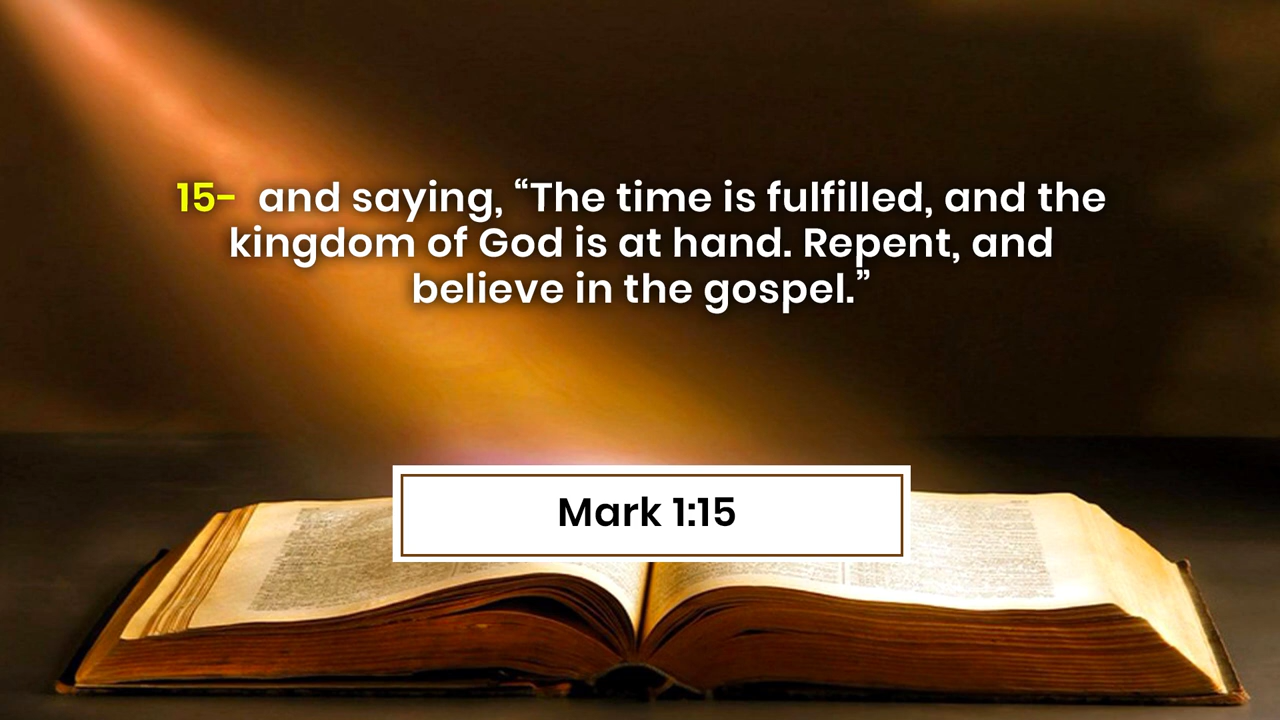 15- and saying, “The time is fulfilled, and the
kingdom of God is at hand. Repent, and
believe in the gospel.”
Mark 1:15